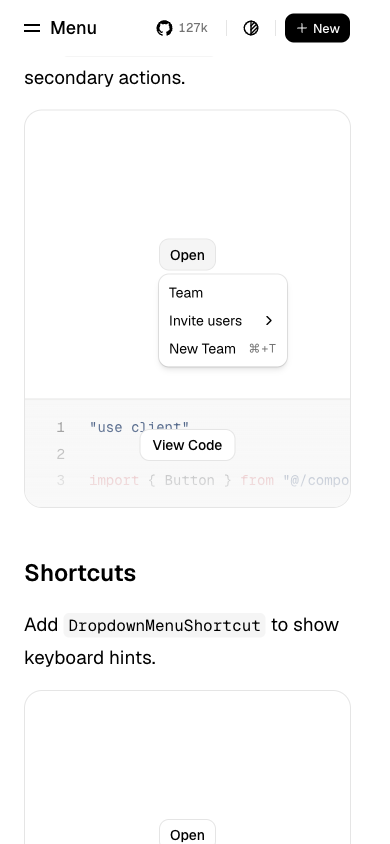 Menu
127k
New
secondary actions.
Open
Team
Invite users
New Team ⌘+T
1 "use client"
2
View Code
3 import { Button } from "@/compo
Shortcuts
Add DropdownMenuShortcut to show
keyboard hints.
Open